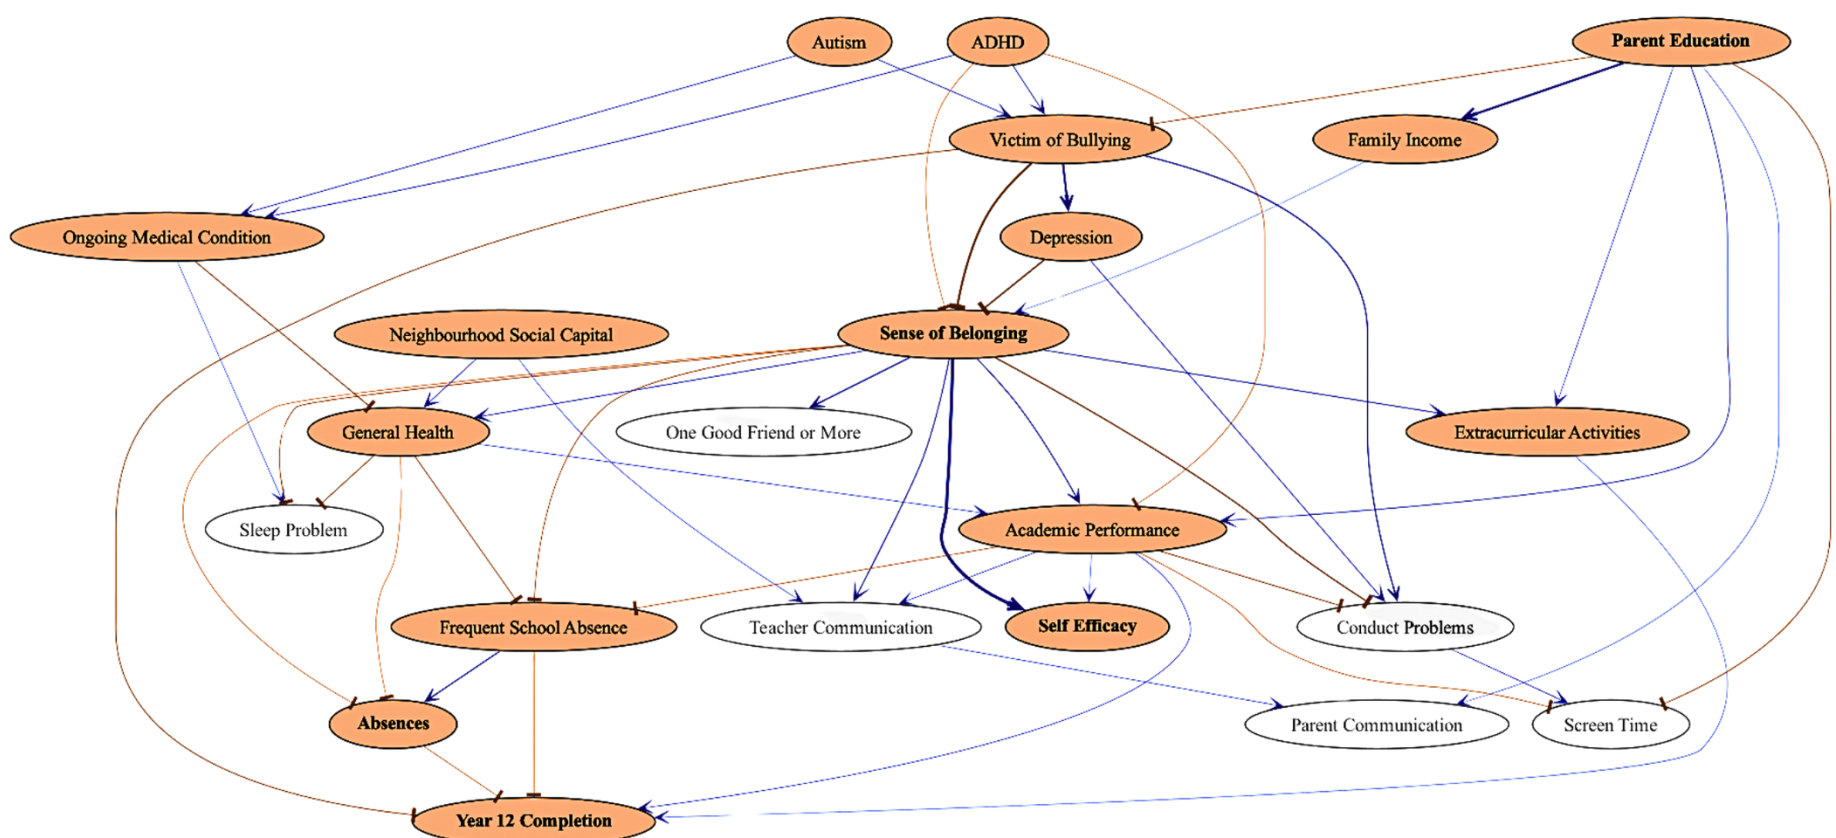 Autism
ADHD
Parent Education
Victim of Bullying
Family Income
Ongoing Medical Condition
Depression
Neighbourhood Social Capital
Sense of Belonging
General Health
One Good Friend or More
Extracurricular Activities
Sleep Problem
Academic Performance
Frequent School Absence
Teacher Communication
Self Efficacy
Conduct Problems
Absences
Parent Communication
Screen Time
Year 12 Completion